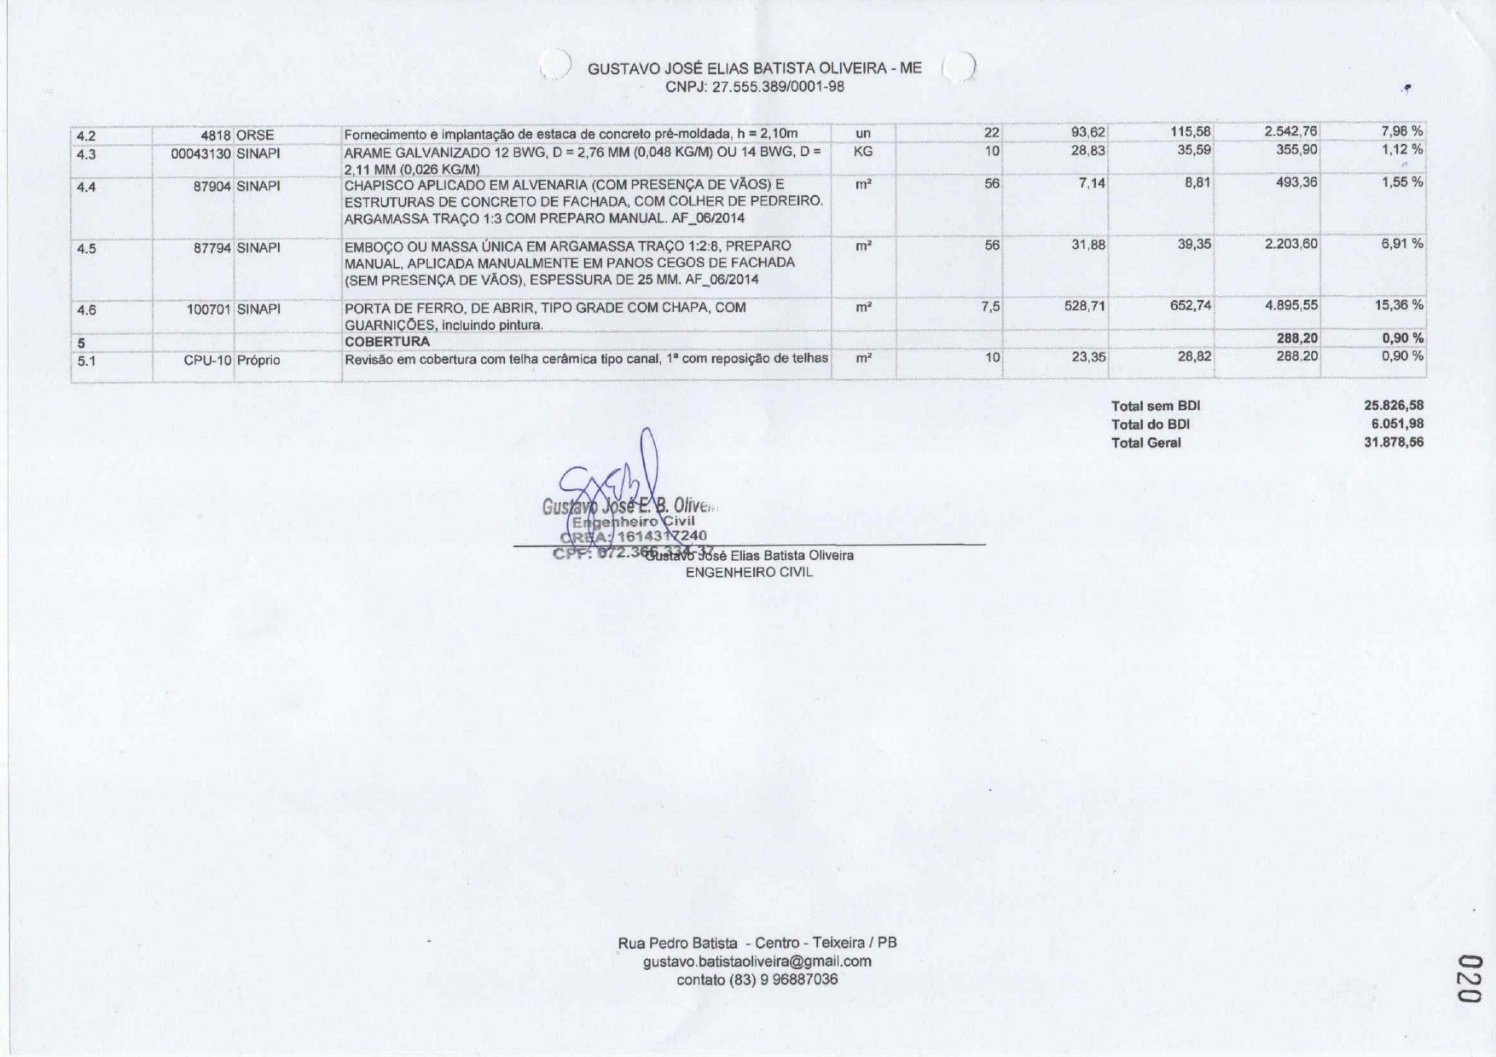 GUSTAVO JOSÉ ELIAS BATISTA OLIVEIRA - ME
CNPJ: 27.555.389/0001-98
4.2 4818 ORSE Fornecimento e implantação de estaca de concreto pré-moldada, h = 2,10m un 22 93,62 115,58 2.542,76 7,98 %
4.3 00043130 SINAPI ARAME GALVANIZADO 12 BWG, D = 2,76 MM (0,048 KG/M) OU 14 BWG, D = KG 10 28,83 35,59 355,90 1,12 %
2,11 MM (0,026 KG/M)
4.4 87904 SINAPI CHAPISCO APLICADO EM ALVENARIA (COM PRESENÇA DE VÃOS) E m² 56 7,14 8,81 493,36 1,55 %
ESTRUTURAS DE CONCRETO DE FACHADA, COM COLHER DE PEDREIRO.
ARGAMASSA TRAÇO 1:3 COM PREPARO MANUAL. AF_06/2014
4.5 87794 SINAPI EMBOÇO OU MASSA ÚNICA EM ARGAMASSA TRAÇO 1:2:8, PREPARO m² 56 31,88 39,35 2.203,60 6,91 %
MANUAL, APLICADA MANUALMENTE EM PANOS CEGOS DE FACHADA
(SEM PRESENÇA DE VÃOS), ESPESSURA DE 25 MM. AF_06/2014
4.6 100701 SINAPI PORTA DE FERRO, DE ABRIR, TIPO GRADE COM CHAPA, COM m² 7,5 528,71 652,74 4.895,55 15,36 %
GUARNIÇÕES, incluindo pintura.
5 COBERTURA 288,20 0,90 %
5.1 CPU-10 Próprio Revisão em cobertura com telha cerâmica tipo canal, 1ª com reposição de telhas m² 10 23,35 28,82 288,20 0,90 %
Total sem BDI 25.826,58
Total do BDI 6.051,98
Total Geral 31.878,56
Gustavo José E. B.
Engenheiro Civil
CREA: 1614317240
CPF:
Gustavo José Elias Batista Oliveira
ENGENHEIRO CIVIL
Rua Pedro Batista - Centro - Teixeira / PB
gustavo.batistaoliveira@gmail.com
contato (83) 9 96887036
020